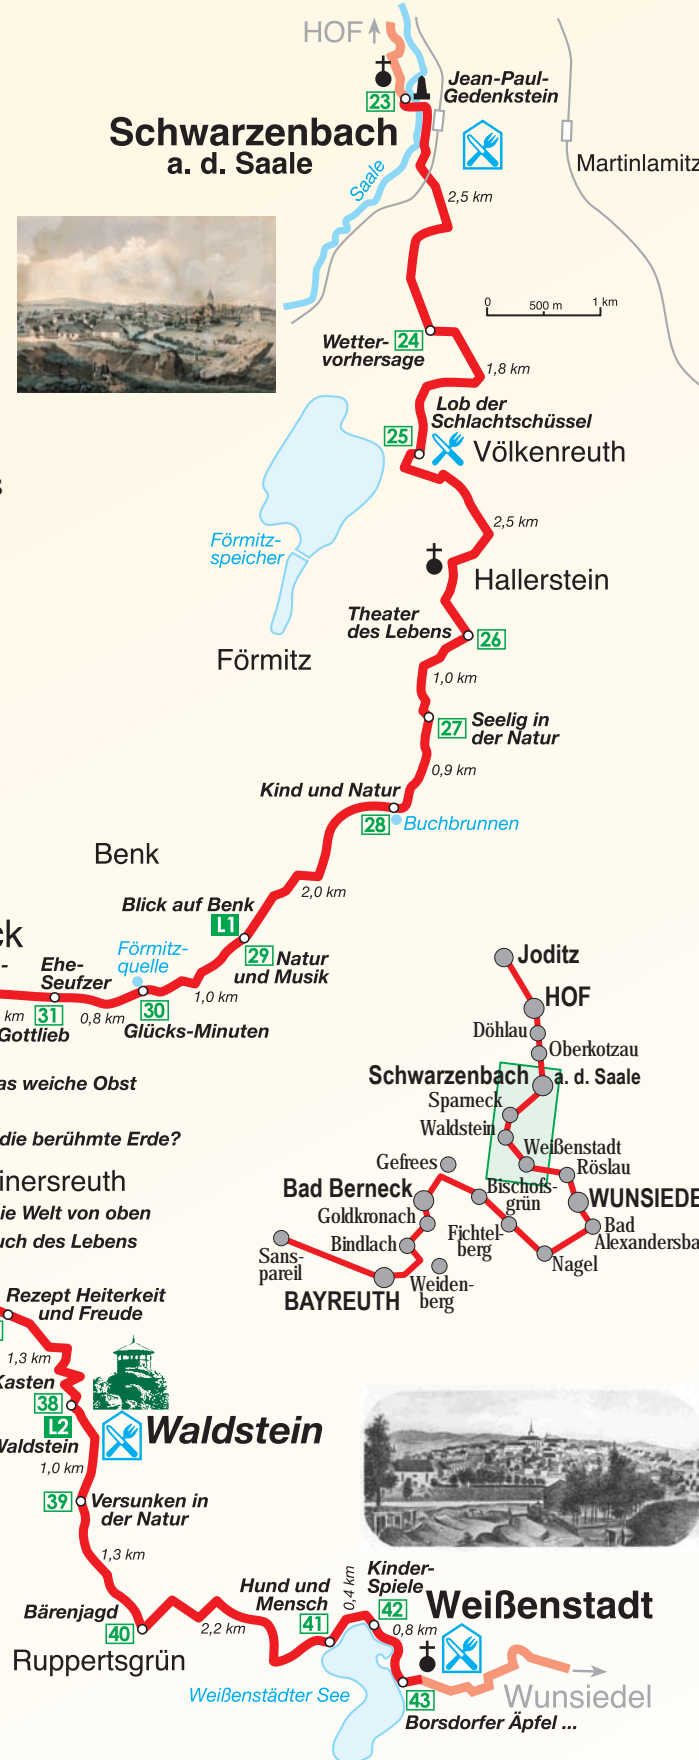 HOF
23
Jean-Paul-
Gedenkstein
Schwarzenbach
a. d. Saale
Saale
Martinlamitz
2,5 km
0 500 m 1 km
Wetter-
vorhersage
24
1,8 km
Lob der
Schlachtschüssel
25
Völkenreuth
2,5 km
Förmitz-
speicher
Hallerstein
Theater
des Lebens
26
Förmitz
1,0 km
27
Seelig in
der Natur
0,9 km
Kind und Natur
28
Buchbrunnen
Benk
2,0 km
Blick auf Benk
L1
29 Natur
und Musik
Förmitz-
quelle
1,0 km
Ehe-
Seufzer
30
Glücks-Minuten
0,8 km
31
km
Gottlieb
ck
weiche Obst
die berühmte Erde?
inersreuth
ie Welt von oben
uch des Lebens
Joditz
HOF
Döhlau
Oberkotzau
Schwarzenbach a. d. Saale
Sparneck
Waldstein
Weißenstadt
Gefrees
Röslau
Bad Berneck
Bischofs-
grün
WUNSIEDE
Goldkronach
Fichtel-
berg
Bad
Alexandersba
Bindlach
Sans-
pareil
Nagel
Weiden-
berg
BAYREUTH
Rezept Heiterkeit
und Freude
1,3 km
Kasten
38
L2
Waldstein
Waldstein
1,0 km
39
Versunken in
der Natur
1,3 km
Bärenjagd
40
Ruppertsgrün
2,2 km
Hund und
Mensch
41
0,4 km
Kinder-
Spiele
42
0,8 km
Weißenstadt
Weißenstädter See
43
Wunsiedel
Borsdorfer Äpfel ...